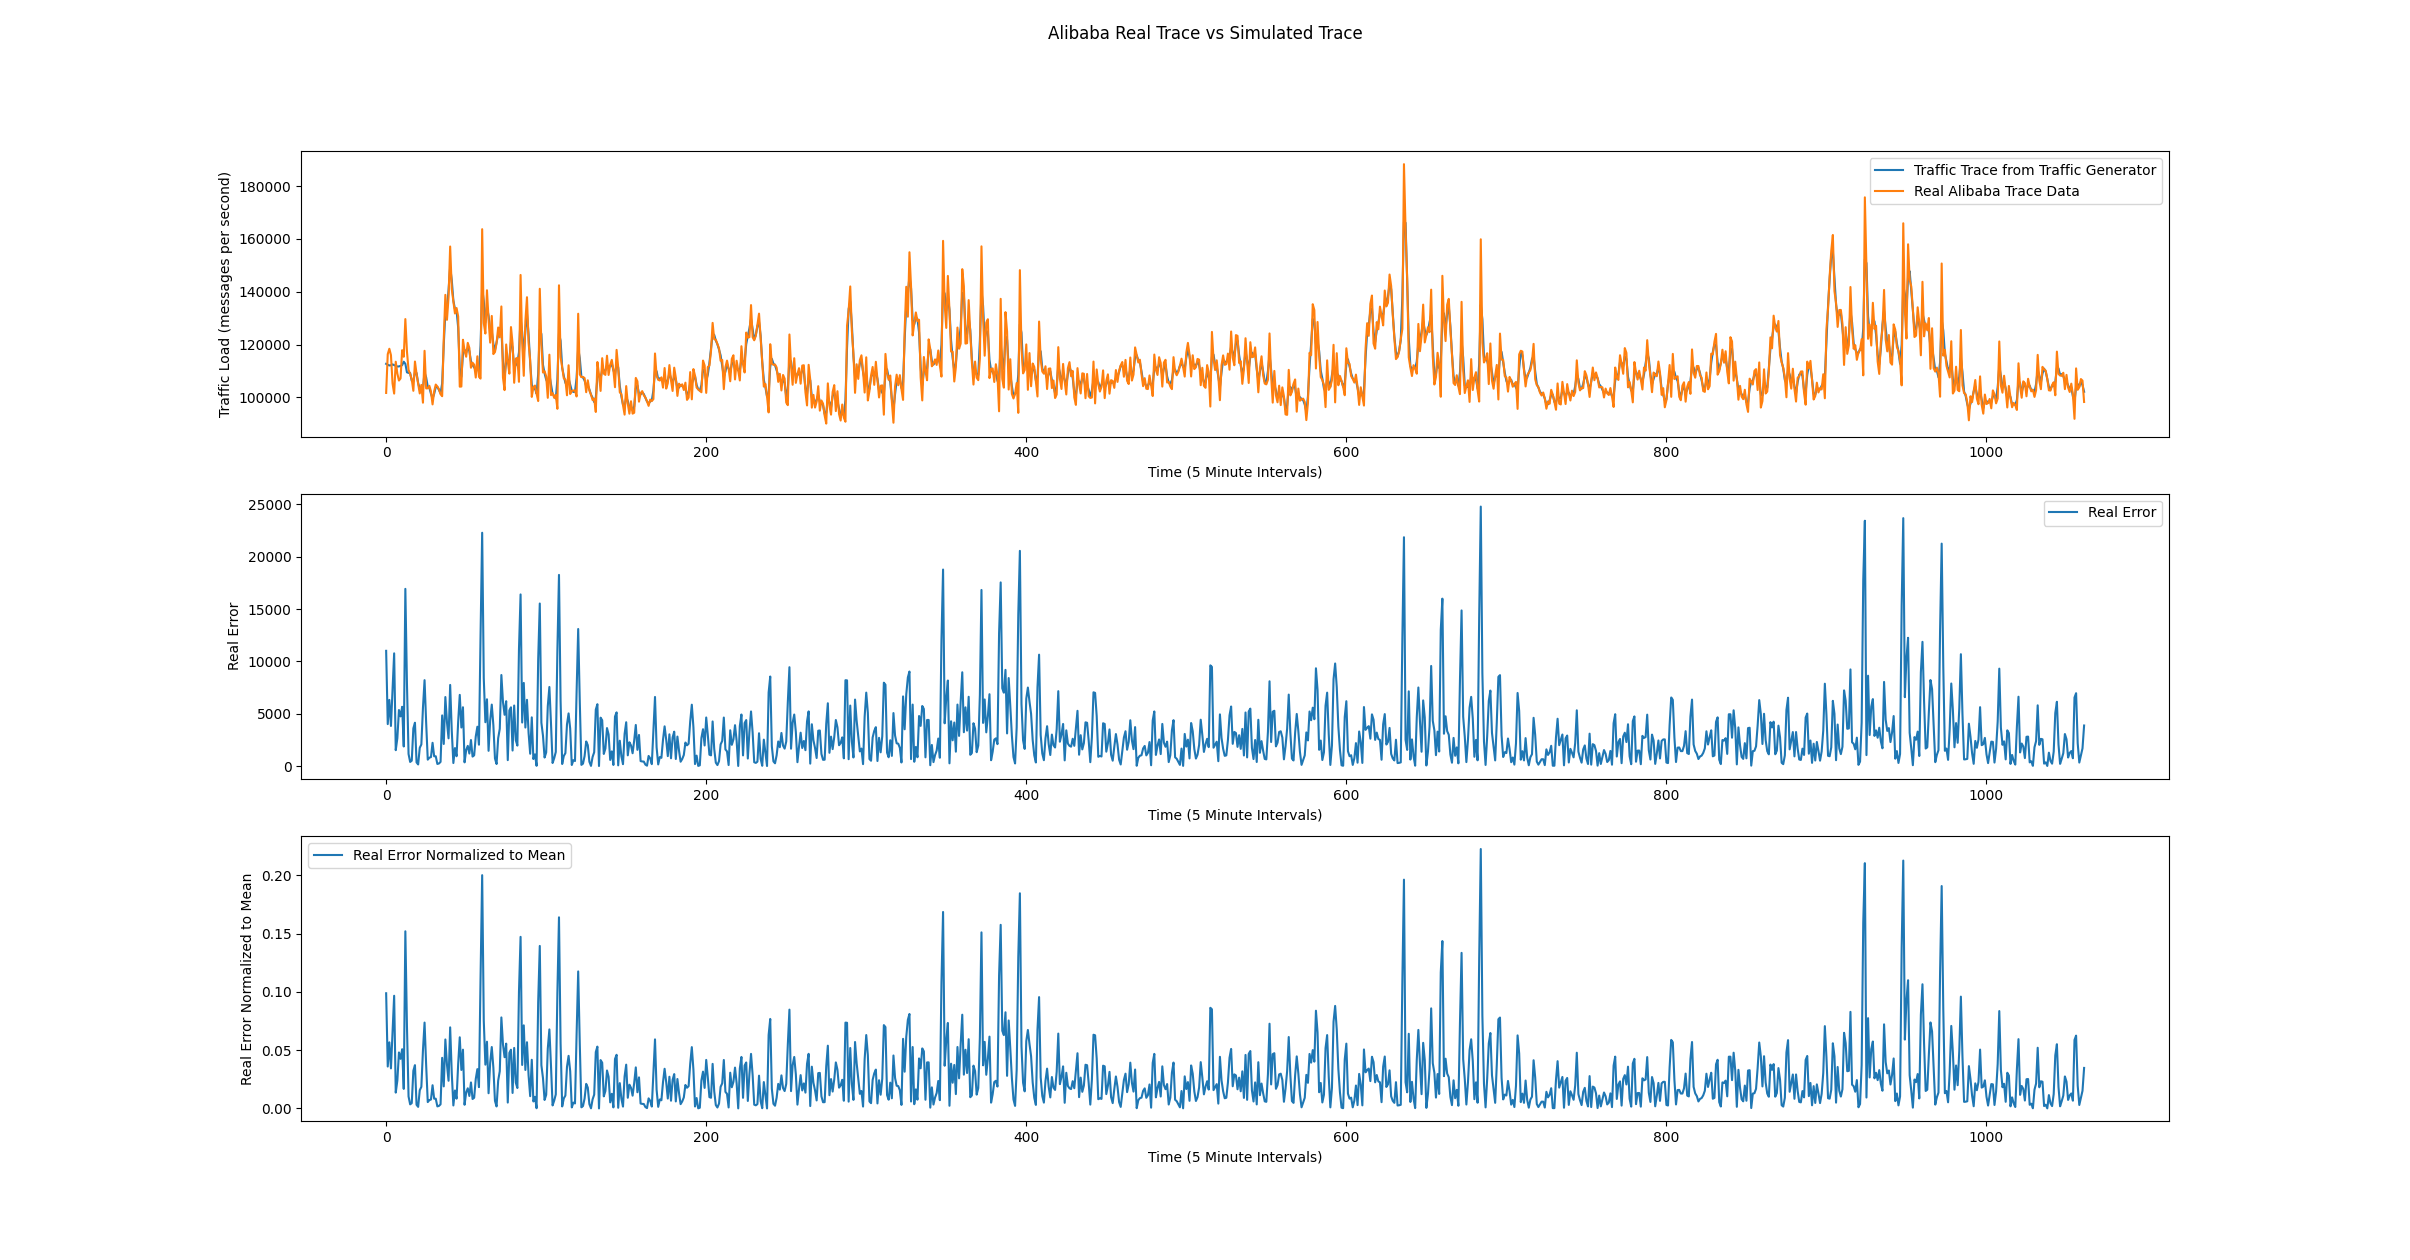 Alibaba Real Trace vs Simulated Trace
Traffic Load (messages per second)
180000
160000
140000
120000
100000
Traffic Trace from Traffic Generator
Real Alibaba Trace Data
0 200 400 600 800 1000
Time (5 Minute Intervals)
Real Error
25000
20000
15000
10000
5000
0
Real Error
0 200 400 600 800 1000
Time (5 Minute Intervals)
Real Error Normalized to Mean
0.20
0.15
0.10
0.05
0.00
Real Error Normalized to Mean
0 200 400 600 800 1000
Time (5 Minute Intervals)